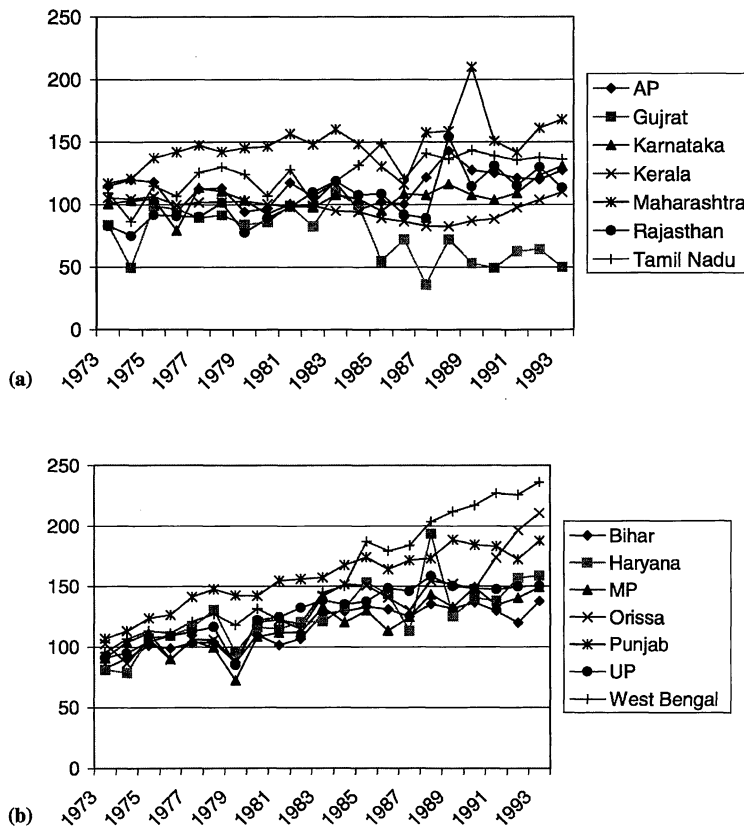 250
200
150
100
50
0
1973
1975
1977
1979
1981
1983
1985
1987
1989
1991
1993
AP
Gujrat
Karnataka
Kerala
Maharashtra
Rajasthan
Tamil Nadu
(a)
250
200
150
100
50
0
1973
1975
1977
1979
1981
1983
1985
1987
1989
1991
1993
Bihar
Haryana
MP
Orissa
Punjab
UP
West Bengal
(b)